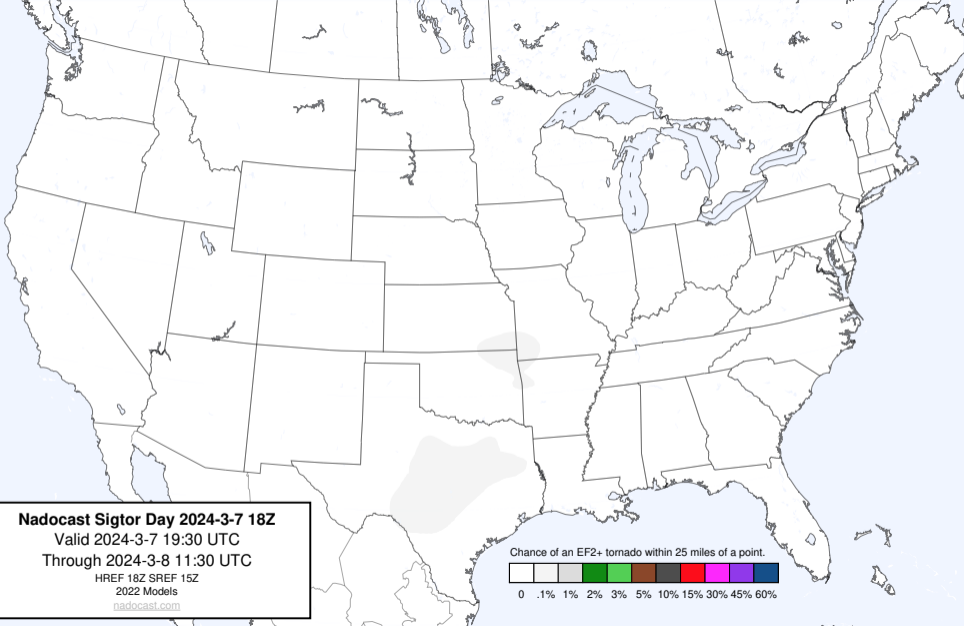 Nadocast Sigtor Day 2024-3-7 18Z
Valid 2024-3-7 19:30 UTC
Through 2024-3-8 11:30 UTC
HREF 18Z SREF 15Z
2022 Models
nadocast.com
Chance of an EF2+ tornado within 25 miles of a point.
0 .1% 1% 2% 3% 5% 10% 15% 30% 45% 60%